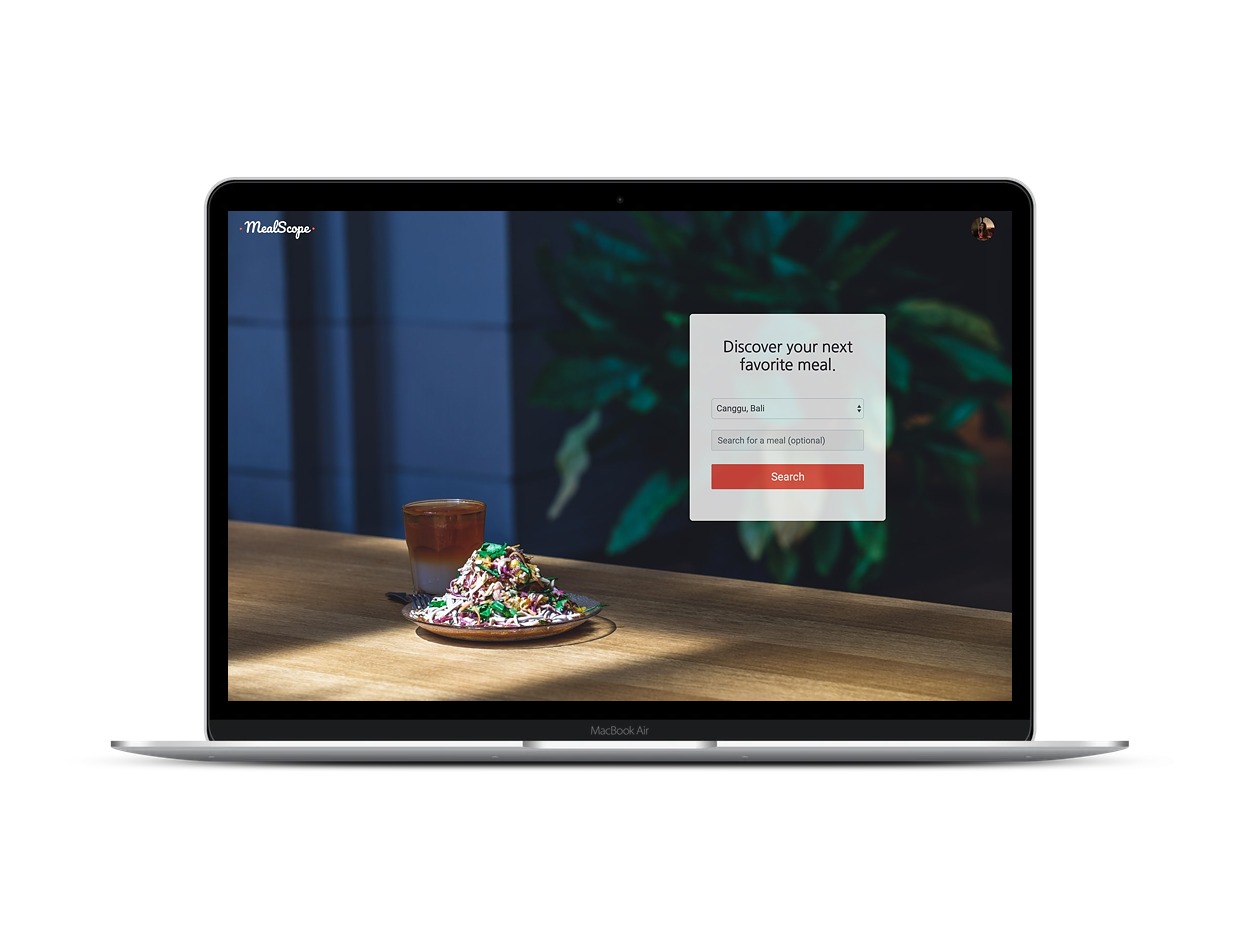 MealScope
Discover your next
favorite meal.
Canggu, Bali
Search for a meal (optional)
Search
MacBook Air